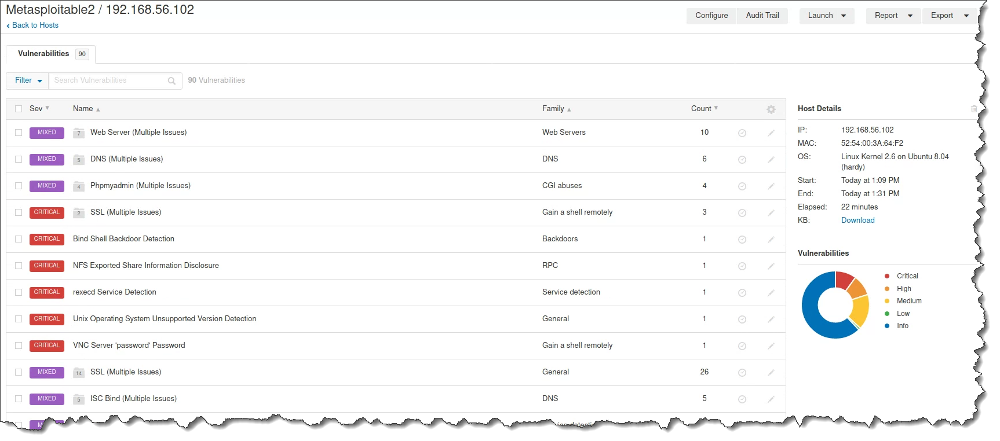 Metasploitable2 / 192.168.56.102
Back to Hosts
Configure Audit Trail Launch Report Export
Vulnerabilities 90
Filter Search Vulnerabilities 90 Vulnerabilities
Sev Name Family Count
MIXED 7 Web Server (Multiple Issues) Web Servers 10
MIXED 5 DNS (Multiple Issues) DNS 6
MIXED 4 Phpmyadmin (Multiple Issues) CGI abuses 4
CRITICAL 2 SSL (Multiple Issues) Gain a shell remotely 3
CRITICAL Bind Shell Backdoor Detection Backdoors 1
CRITICAL NFS Exported Share Information Disclosure RPC 1
CRITICAL rexecd Service Detection Service detection 1
CRITICAL Unix Operating System Unsupported Version Detection General 1
CRITICAL VNC Server 'password' Password Gain a shell remotely 1
MIXED 14 SSL (Multiple Issues) General 26
MIXED 5 ISC Bind (Multiple Issues) DNS 5
Host Details
IP: 192.168.56.102
MAC: 52:54:00:3A:64:F2
OS: Linux Kernel 2.6 on Ubuntu 8.04
(hardy)
Start: Today at 1:09 PM
End: Today at 1:31 PM
Elapsed: 22 minutes
KB: Download
Vulnerabilities
Critical
High
Medium
Low
Info